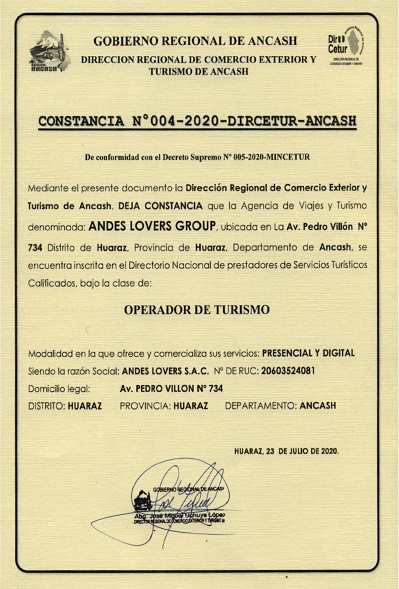 GOBIERNO REGIONAL DE ANCASH
DIRECCION REGIONAL DE COMERCIO EXTERIOR Y
TURISMO DE ANCASH
ANCASH
Dir
Cetur
CONSTANCIA N°004-2020-DIRCETUR-ANCASH
De conformidad con el Decreto Supremo N° 005-2020-MINCETUR
Mediante el presente documento la Dirección Regional de Comercio Exterior y
Turismo de Ancash, DEJA CONSTANCIA que la Agencia de Viajes y Turismo
denominada: ANDES LOVERS GROUP, ubicada en La Av. Pedro Villón N°
734 Distrito de Huaraz, Provincia de Huaraz, Departamento de Ancash, se
encuentra inscrita en el Directorio Nacional de prestadores de Servicios Turísticos
Calificados, bajo la clase de:
OPERADOR DE TURISMO
Modalidad en la que ofrece y comercializa sus servicios: PRESENCIAL Y DIGITAL
Siendo la razón Social: ANDES LOVERS S.A.C. N° DE RUC: 20603524081
Domicilio legal: Av. PEDRO VILLON N° 734
DISTRITO: HUARAZ PROVINCIA: HUARAZ DEPARTAMENTO: ANCASH
HUARAZ, 23 DE JULIO DE 2020.
GOBIERNO REGIONAL DE ANCASH
Abg. José Miguel Uchuya López